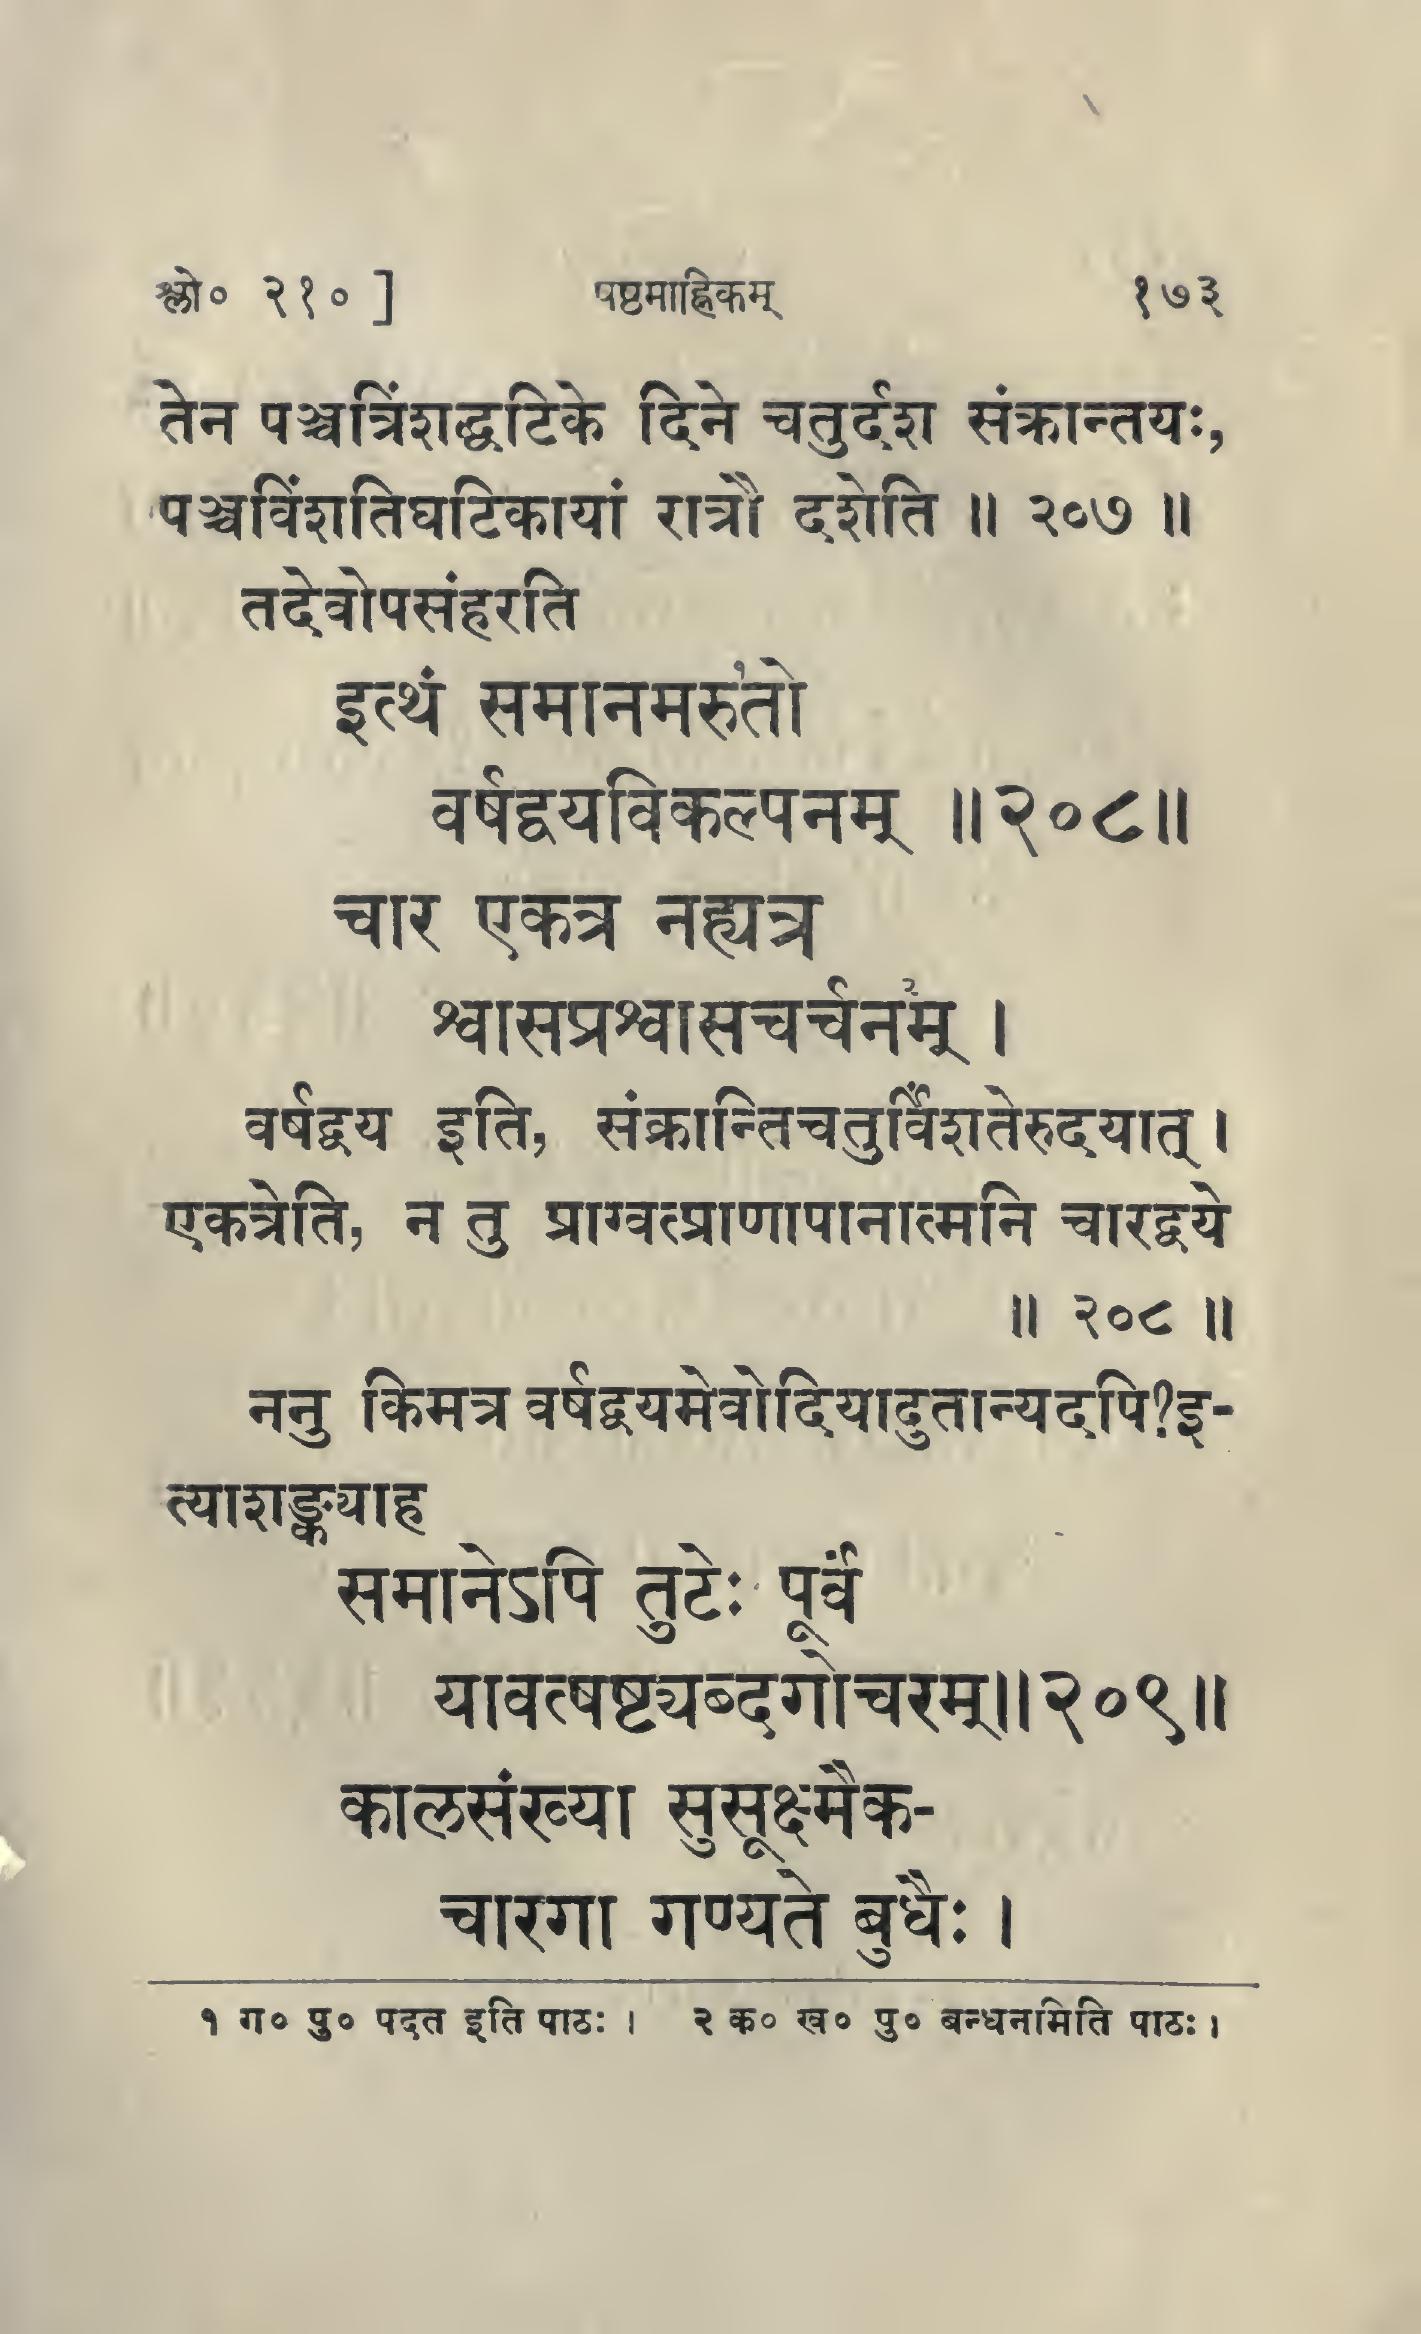 श्लो० २१० ] षष्ठमाह्निकम् १७३
तेन पञ्चत्रिंशद्घटिके दिने चतुर्दश संक्रान्तयः,
पञ्चविंशतिघटिकायां रात्रौ दशेति ॥ २०७ ॥
तदेवोपसंहरति
इत्थं समानमरुतो१
वर्षद्वयविकल्पनम् ॥२०८॥
चार एकत्र नह्यत्र
श्वासप्रश्वासचर्चनम्२ ।
वर्षद्वय इति, संक्रान्तिचतुर्विंशतेरुदयात् ।
एकत्रेति, न तु प्राग्वत्प्राणापानात्मनि चारद्वये
॥ २०८ ॥
ननु किमत्र वर्षद्वयमेवोदियादुतान्यदपि?इ-
त्याशङ्क्याह
समानेऽपि तुटेः पूर्वं
यावत्षष्ट्यब्दगोचरम्॥२०९॥
कालसंख्या सुसूक्ष्मैक-
चारगा गण्यते बुधैः ।
१ ग० पु० पदत इति पाठः । २ क० ख० पु० बन्धनामिति पाठः ।